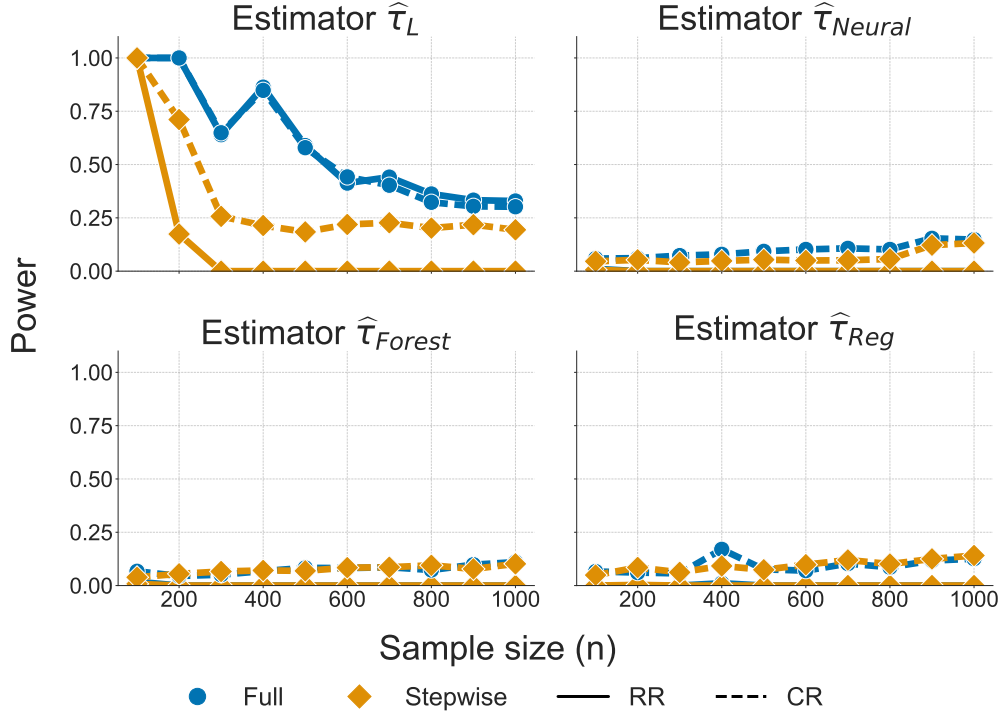 Estimator τ̂_L
Estimator τ̂_Neural
1.00
0.75
0.50
0.25
0.00
Power
Estimator τ̂_Forest
Estimator τ̂_Reg
1.00
0.75
0.50
0.25
0.00
200 400 600 800 1000
200 400 600 800 1000
Sample size (n)
Full Stepwise RR CR